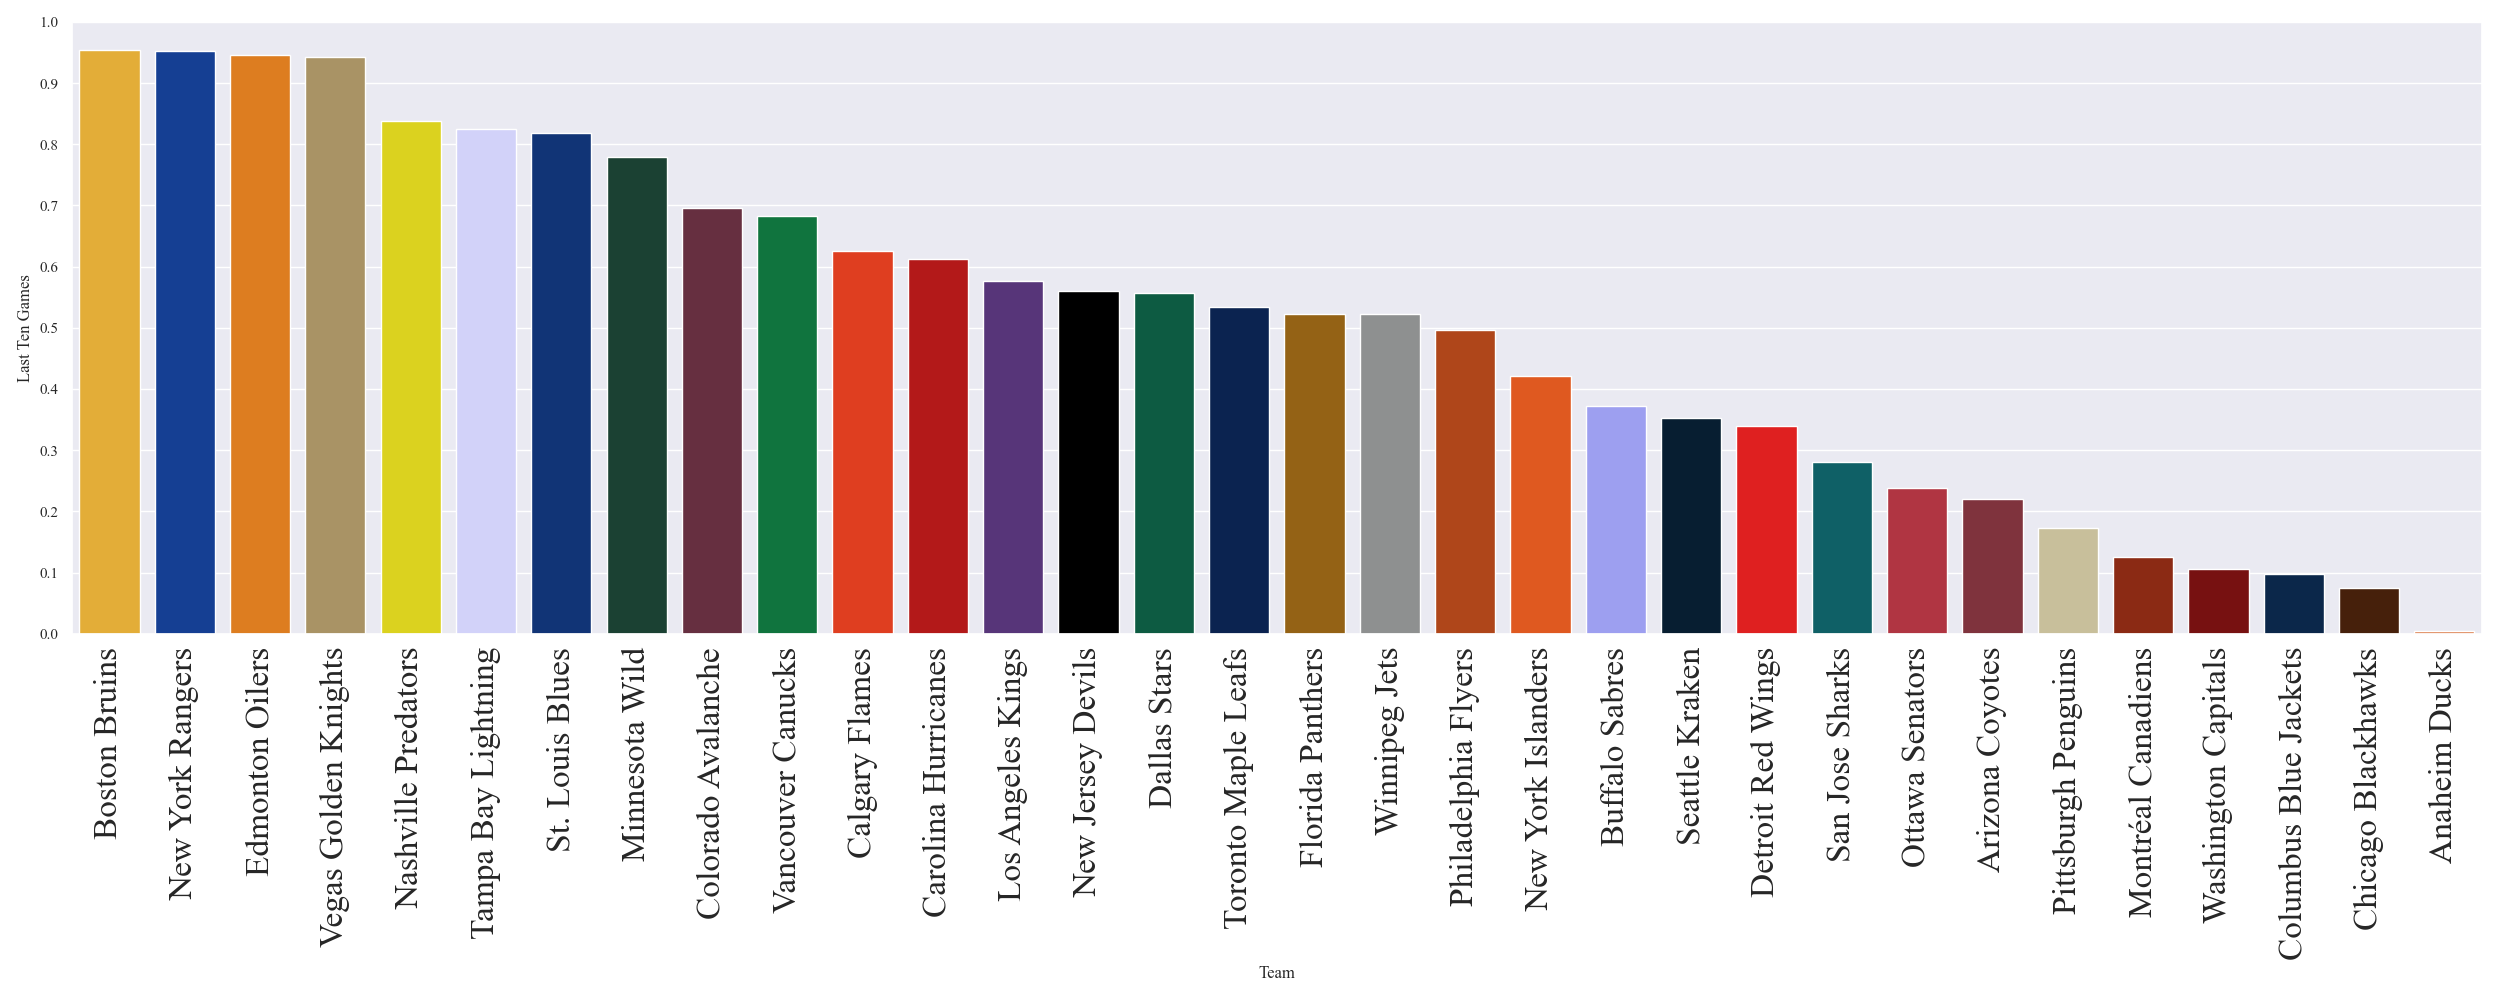 1.0
0.9
0.8
0.7
0.6
0.5
0.4
0.3
0.2
0.1
0.0
Last Ten Games
Boston Bruins
New York Rangers
Edmonton Oilers
Vegas Golden Knights
Nashville Predators
Tampa Bay Lightning
St. Louis Blues
Minnesota Wild
Colorado Avalanche
Vancouver Canucks
Calgary Flames
Carolina Hurricanes
Los Angeles Kings
New Jersey Devils
Dallas Stars
Toronto Maple Leafs
Florida Panthers
Winnipeg Jets
Philadelphia Flyers
New York Islanders
Buffalo Sabres
Seattle Kraken
Detroit Red Wings
San Jose Sharks
Ottawa Senators
Arizona Coyotes
Pittsburgh Penguins
Montréal Canadiens
Washington Capitals
Columbus Blue Jackets
Chicago Blackhawks
Anaheim Ducks
Team